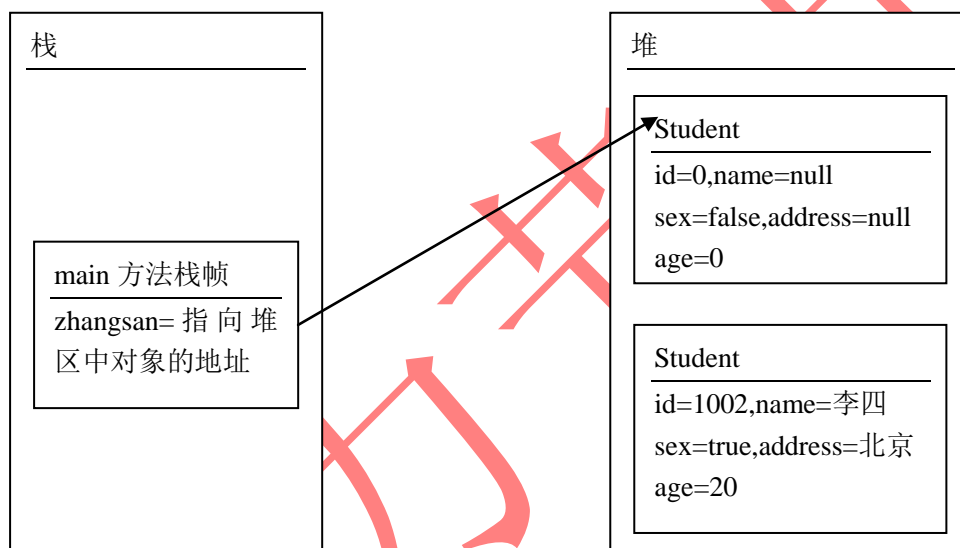 栈
main 方法栈帧
zhangsan= 指 向 堆
区中对象的地址
堆
Student
id=0,name=null
sex=false,address=null
age=0
Student
id=1002,name=李四
sex=true,address=北京
age=20